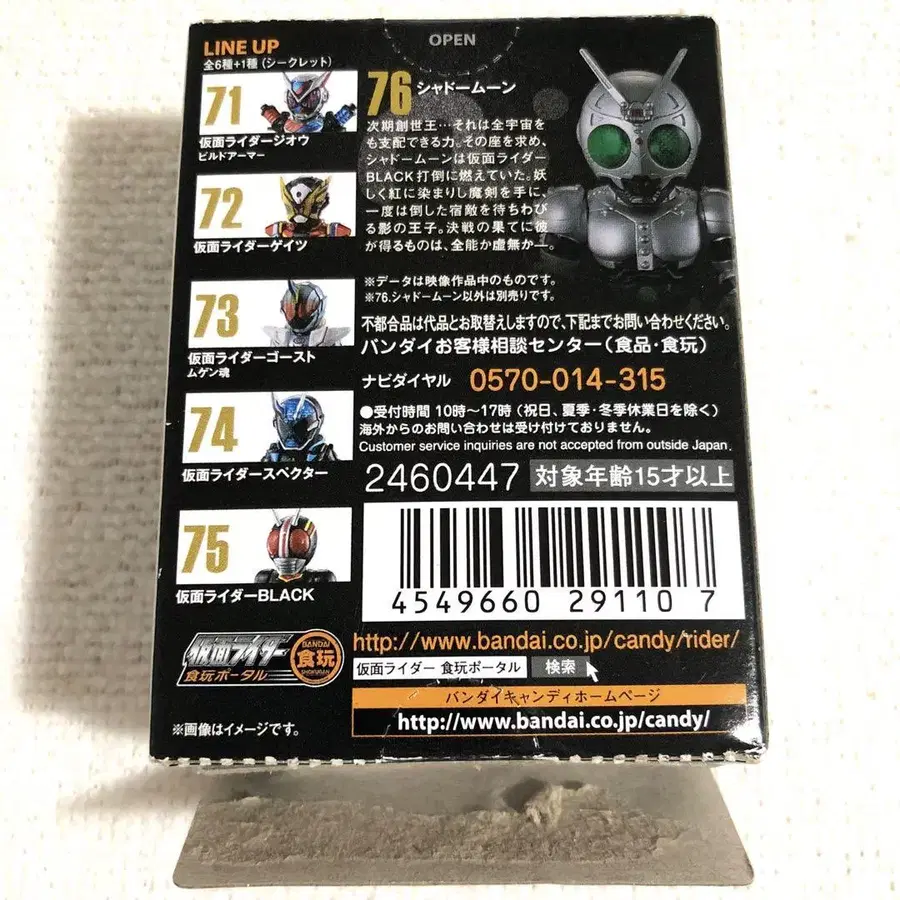 OPEN
LINE UP
全6種+1種（シークレット）
71
仮面ライダージオウ
ビルドアーマー
72
仮面ライダーゲイツ
73
仮面ライダーゴースト
ムゲン魂
74
仮面ライダースペクター
75
仮面ライダーBLACK
76 シャドームーン
次期創世王…それは全宇宙を
も支配できる力。その座を求め、
シャドームーンは仮面ライダー
BLACK打倒に燃えていた。妖
しく紅に染まりし魔剣を手に、
一度は倒した宿敵を待ちわび
る影の王子。決戦の果てに彼
が得るものは、全能か虚無か―。
※データは映像作品中のものです。
※76.シャドームーン以外は別売りです。
不都合品は代品とお取替えしますので、下記までお問い合わせください。
バンダイお客様相談センター（食品・食玩）
ナビダイヤル 0570-014-315
●受付時間 10時～17時（祝日、夏季・冬季休業日を除く）
海外からのお問い合わせは受け付けておりません。
Customer service inquiries are not accepted from outside Japan.
2460447 対象年齢15才以上
4549660 29110 7
http://www.bandai.co.jp/candy/rider/
仮面ライダー 食玩ポータル 検索
バンダイキャンディホームページ
http://www.bandai.co.jp/candy/
仮面ライダー
食玩ポータル
BANDAI
食玩
SHOKUGAN
※画像はイメージです。